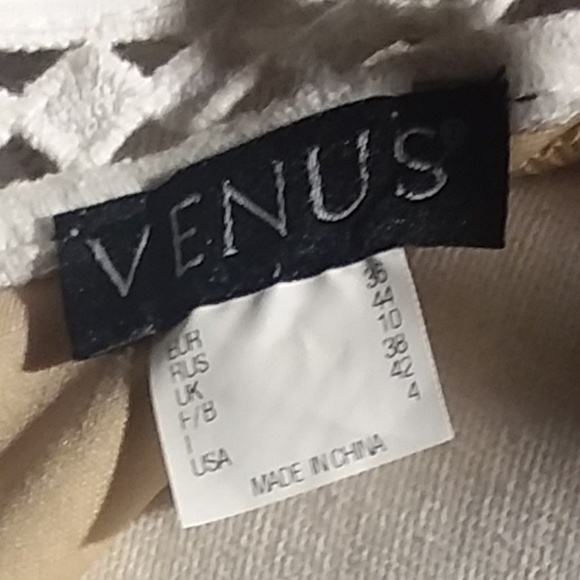 VENUS
EUR 36
RUS 44
UK 10
F/B 38
I 42
USA 4
MADE IN CHINA